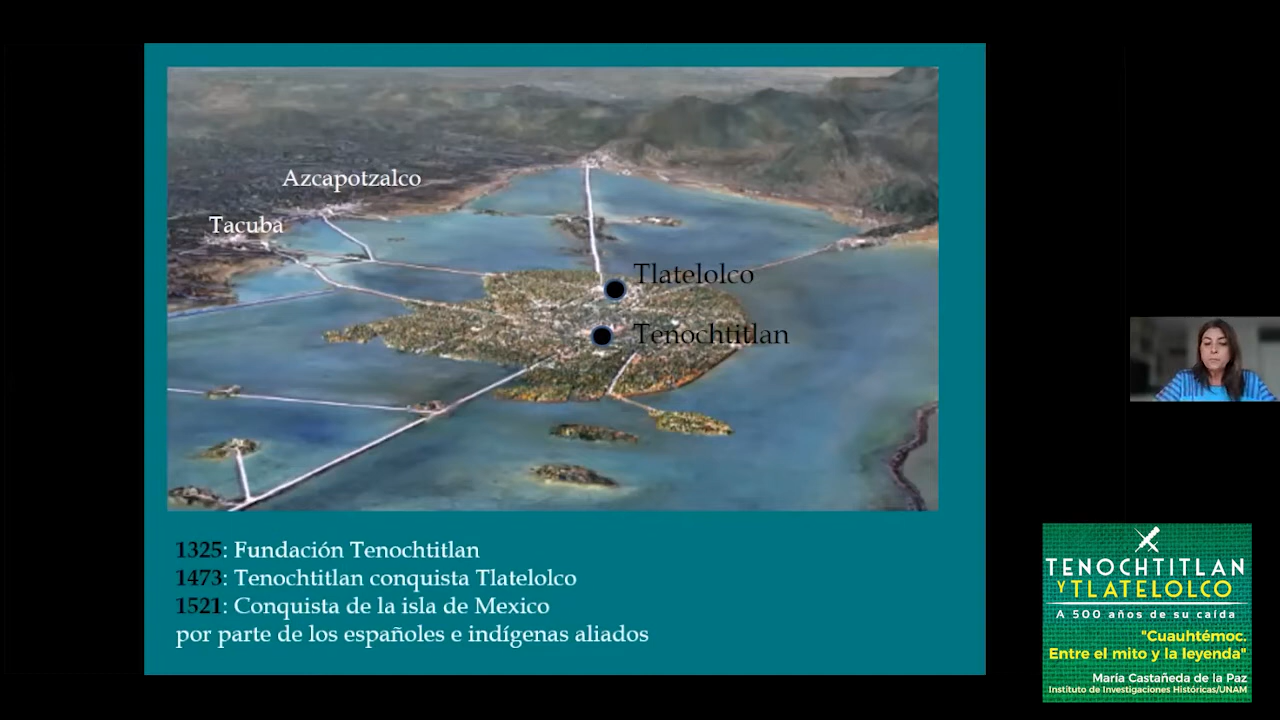 Azcapotzalco
Tacuba
Tlatelolco
Tenochtitlan
1325: Fundación Tenochtitlan
1473: Tenochtitlan conquista Tlatelolco
1521: Conquista de la isla de Mexico
por parte de los españoles e indígenas aliados
TENOCHTITLAN
Y TLATELOLCO
A 500 años de su caída
"Cuauhtémoc.
Entre el mito y la leyenda"
María Castañeda de la Paz
Instituto de Investigaciones Históricas/UNAM